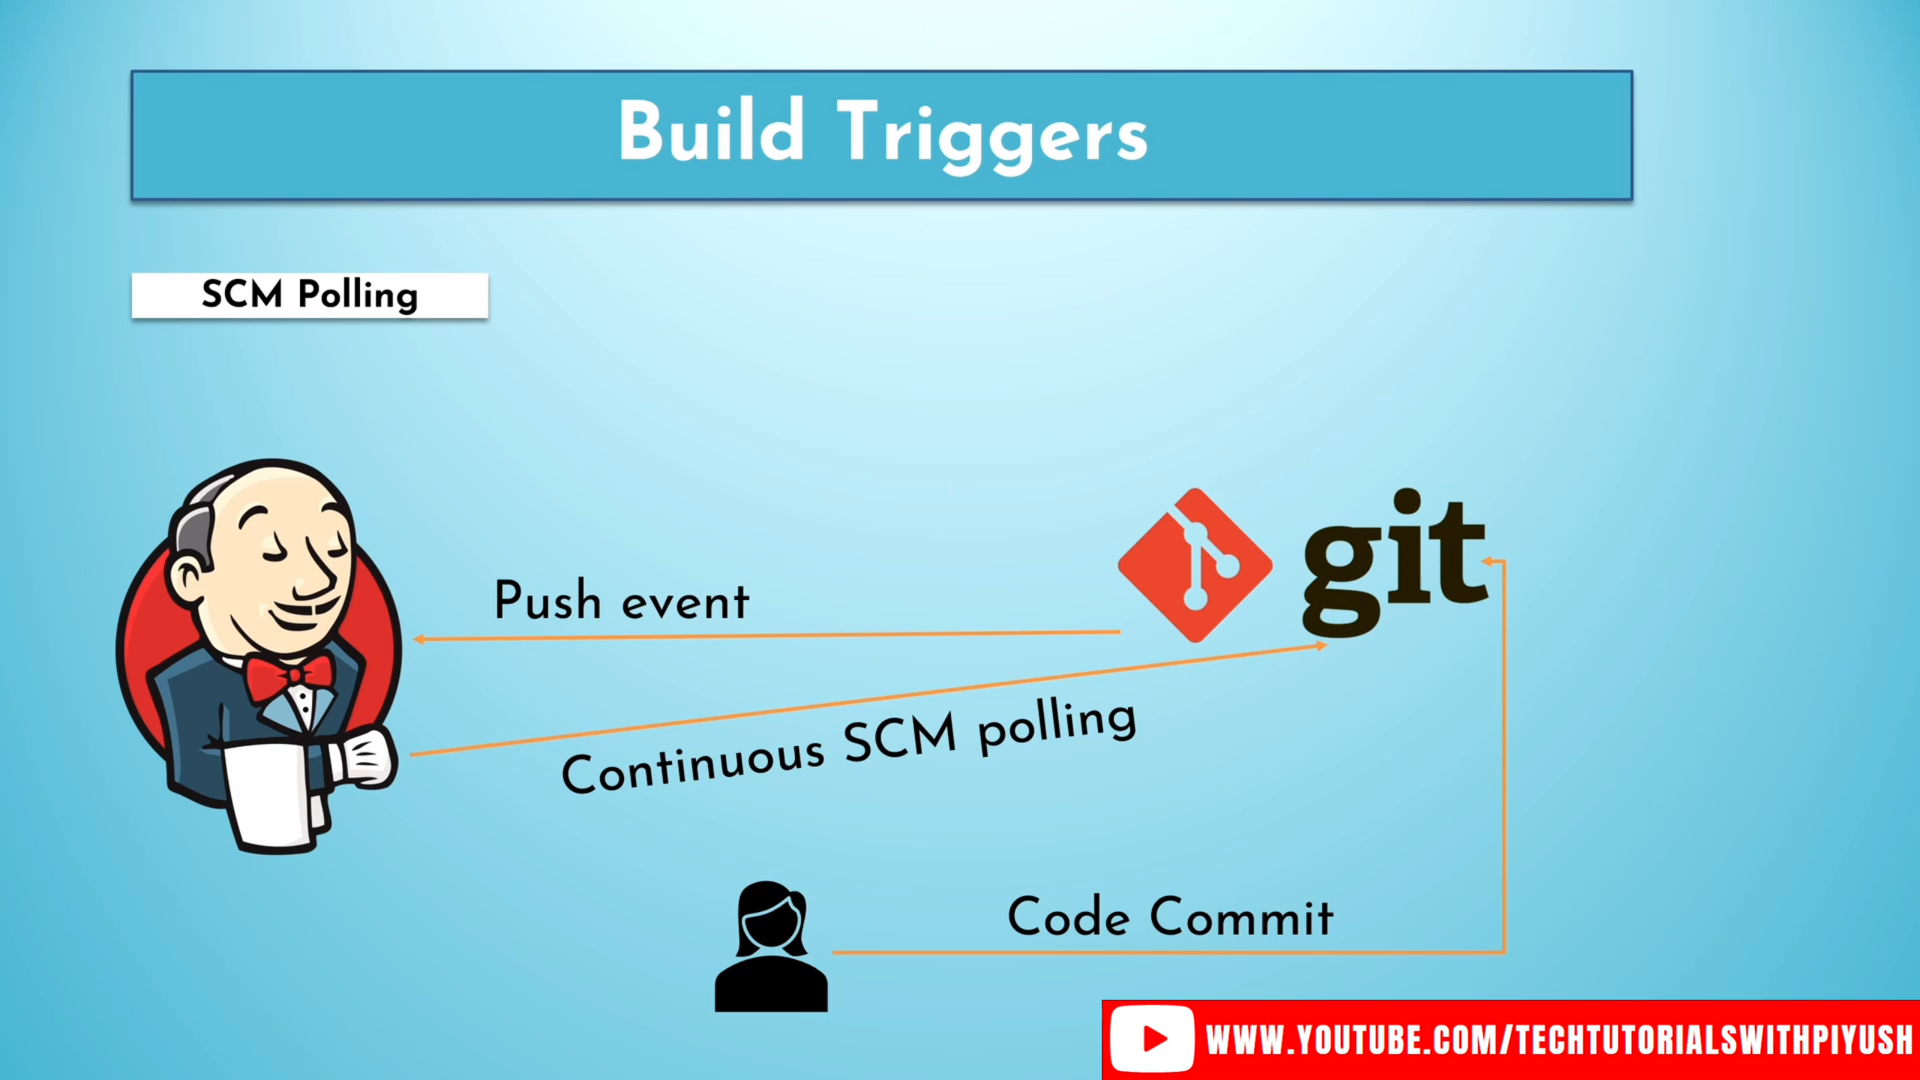 Build Triggers
SCM Polling
git
Push event
Continuous SCM polling
Code Commit
WWW.YOUTUBE.COM/TECHTUTORIALSWITHPIYUSH